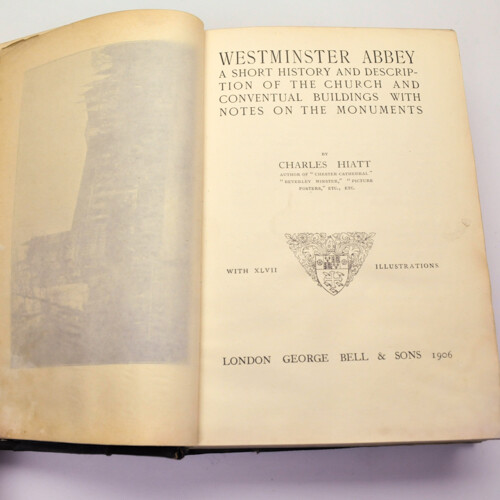 WESTMINSTER ABBEY
A SHORT HISTORY AND DESCRIP-
TION OF THE CHURCH AND
CONVENTUAL BUILDINGS WITH
NOTES ON THE MONUMENTS
BY
CHARLES HIATT
AUTHOR OF "CHESTER CATHEDRAL"
"BEVERLEY MINSTER," "PICTURE
POSTERS," ETC., ETC.
WITH XLVII ILLUSTRATIONS
LONDON GEORGE BELL & SONS 1906